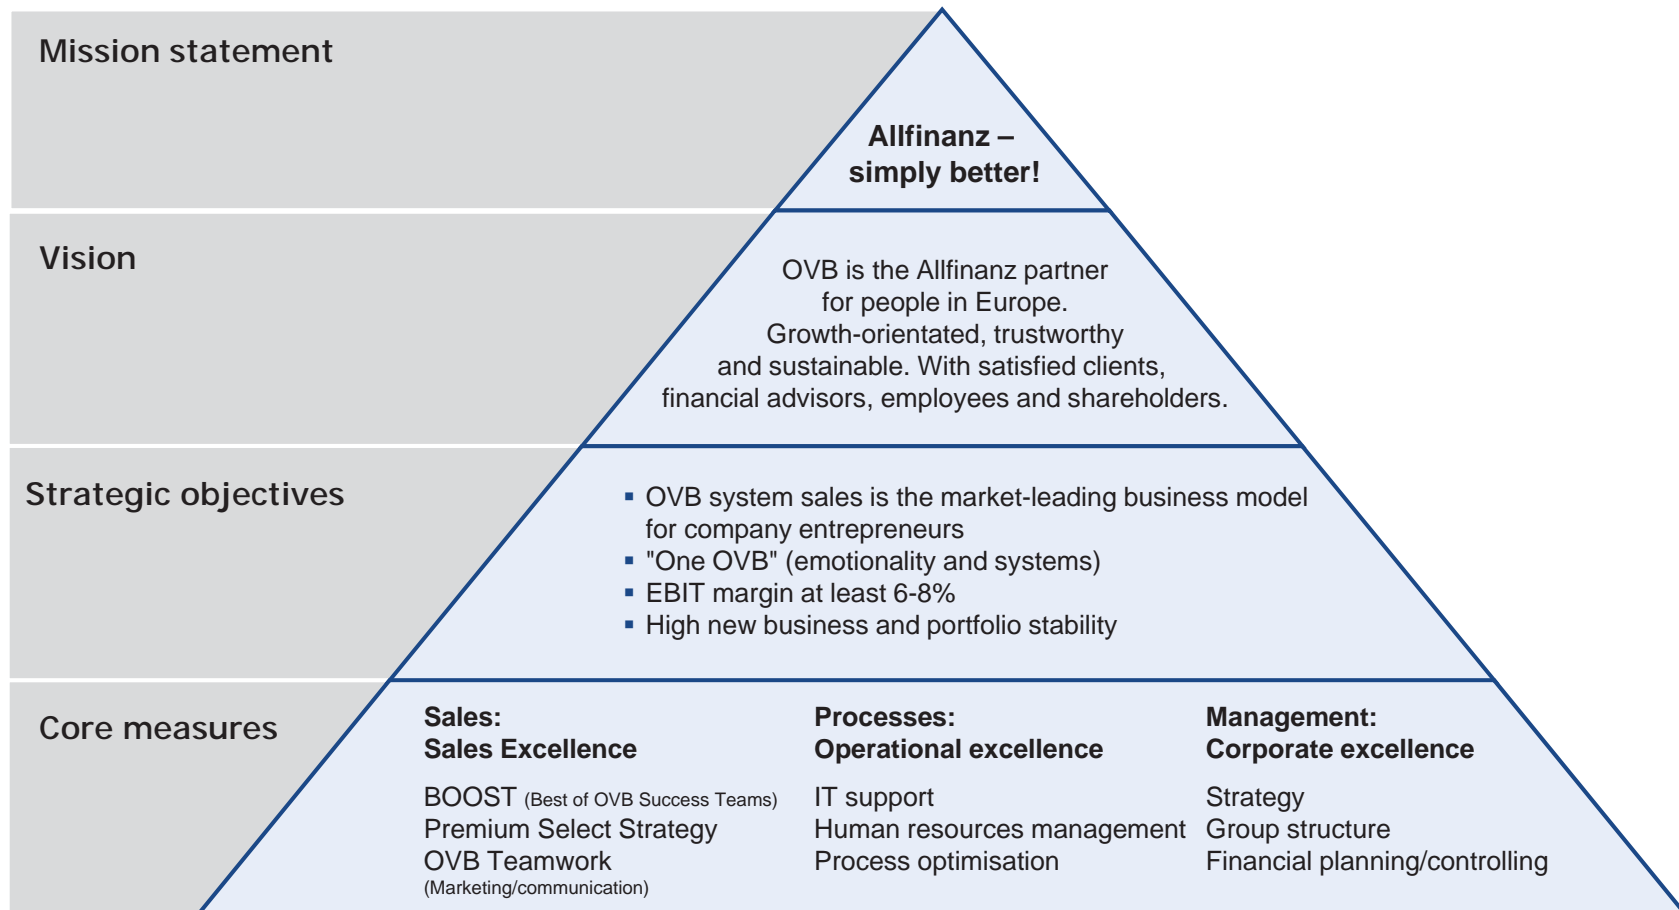 Mission statement
Allfinanz –
simply better!
Vision
OVB is the Allfinanz partner
for people in Europe.
Growth-orientated, trustworthy
and sustainable. With satisfied clients,
financial advisors, employees and shareholders.
Strategic objectives
▪ OVB system sales is the market-leading business model
for company entrepreneurs
▪ "One OVB" (emotionality and systems)
▪ EBIT margin at least 6-8%
▪ High new business and portfolio stability
Core measures
Sales:
Sales Excellence
BOOST (Best of OVB Success Teams)
Premium Select Strategy
OVB Teamwork
(Marketing/communication)
Processes:
Operational excellence
IT support
Human resources management
Process optimisation
Management:
Corporate excellence
Strategy
Group structure
Financial planning/controlling